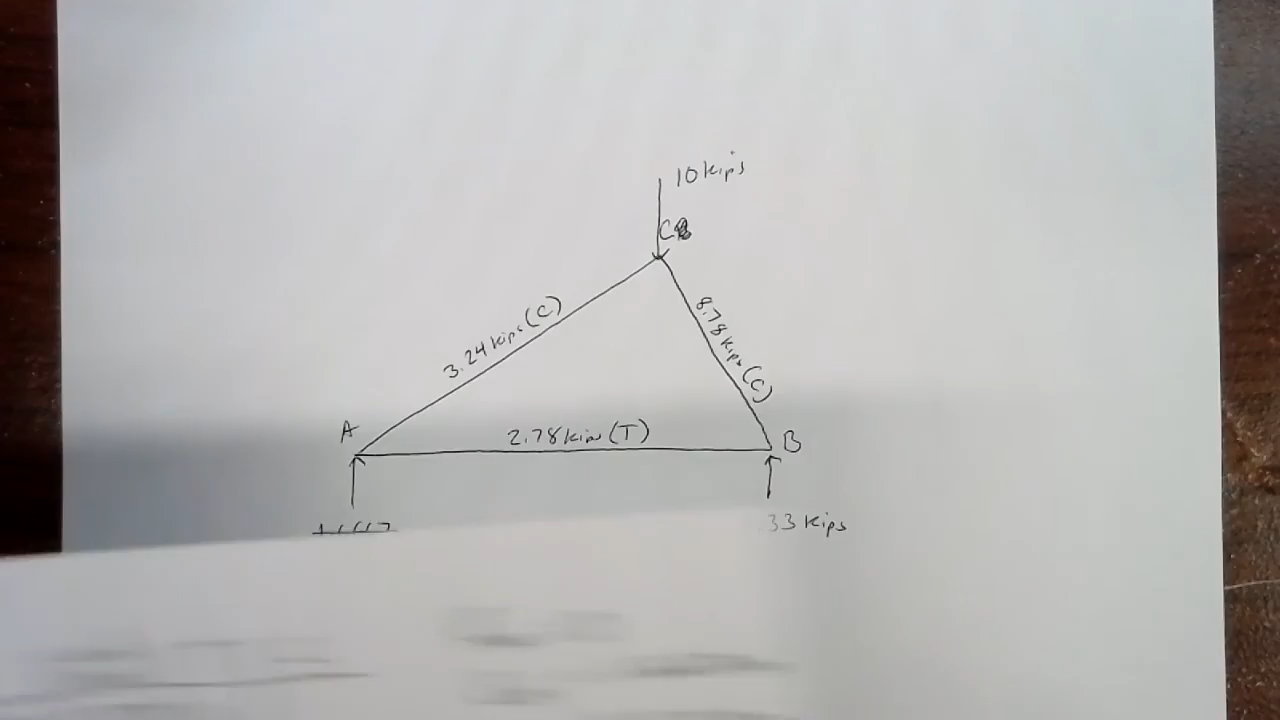 10 kips
C
3.24 kips (C)
8.78 kips (C)
A
2.78 kips (T)
B
33 kips